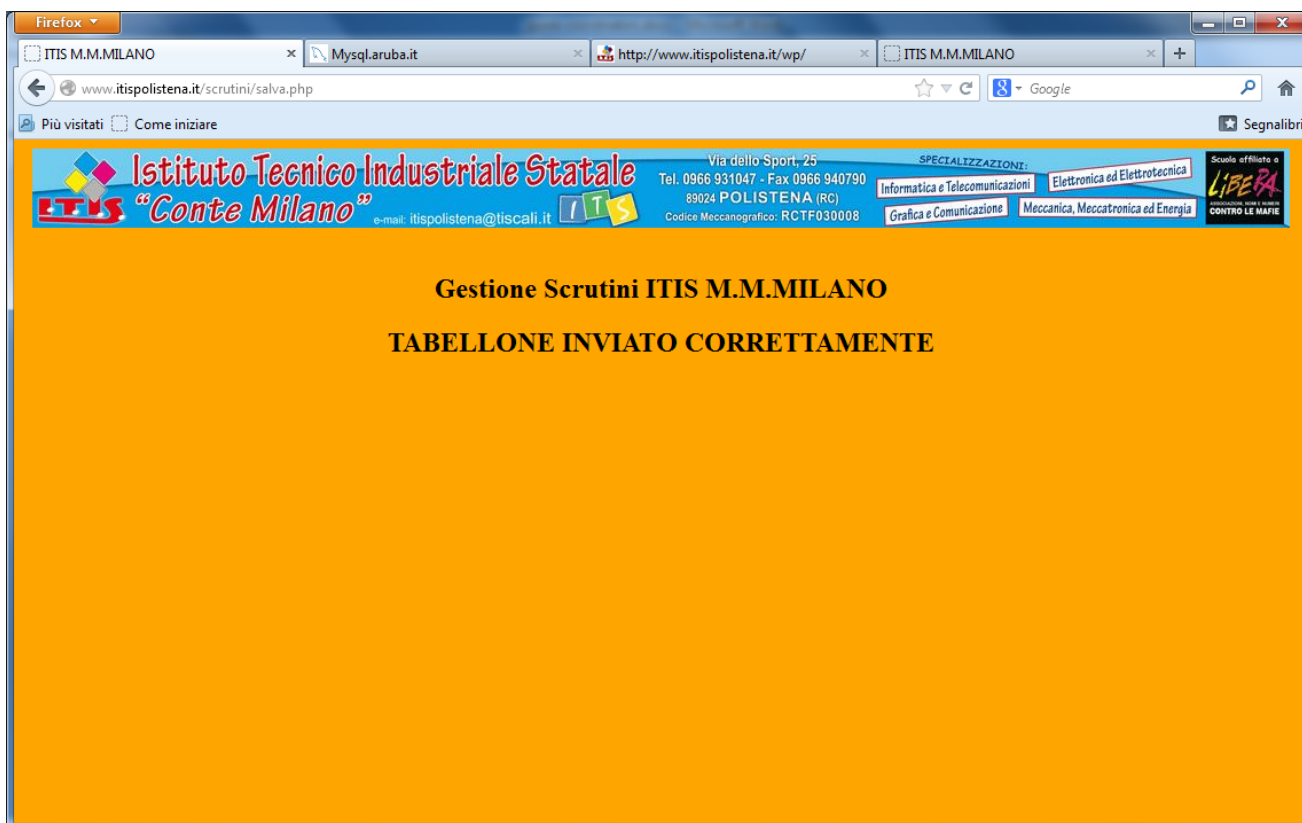 Firefox
ITIS M.M.MILANO
Mysql.aruba.it
http://www.itispolistena.it/wp/
ITIS M.M.MILANO
www.itispolistena.it/scrutini/salva.php
Google
Più visitati
Come iniziare
Segnalibri
ITIS
Istituto Tecnico Industriale Statale
"Conte Milano"
e-mail: itispolistena@tiscali.it
ITS
Via dello Sport, 25
Tel. 0966 931047 - Fax 0966 940790
89024 POLISTENA (RC)
Codice Meccanografico: RCTF030008
SPECIALIZZAZIONI:
Informatica e Telecomunicazioni
Elettronica ed Elettrotecnica
Grafica e Comunicazione
Meccanica, Meccatronica ed Energia
Scuola affiliata a
LiBERA
ASSOCIAZIONI, NOMI E NUMERI
CONTRO LE MAFIE
Gestione Scrutini ITIS M.M.MILANO
TABELLONE INVIATO CORRETTAMENTE